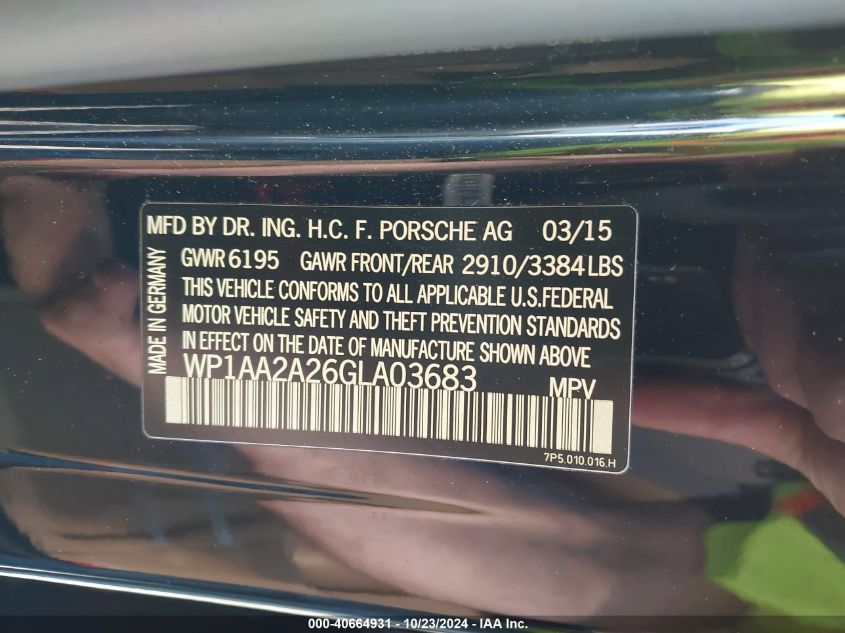 MFD BY DR. ING. H.C. F. PORSCHE AG 03/15
GVWR 6195 GAWR FRONT/REAR 2910/3384 LBS
THIS VEHICLE CONFORMS TO ALL APPLICABLE U.S.FEDERAL
MOTOR VEHICLE SAFETY AND THEFT PREVENTION STANDARDS
IN EFFECT ON THE DATE OF MANUFACTURE SHOWN ABOVE
WP1AA2A26GLA03683 MPV
7P5.010.016.H
MADE IN GERMANY
000-40664931 - 10/23/2024 - IAA Inc.